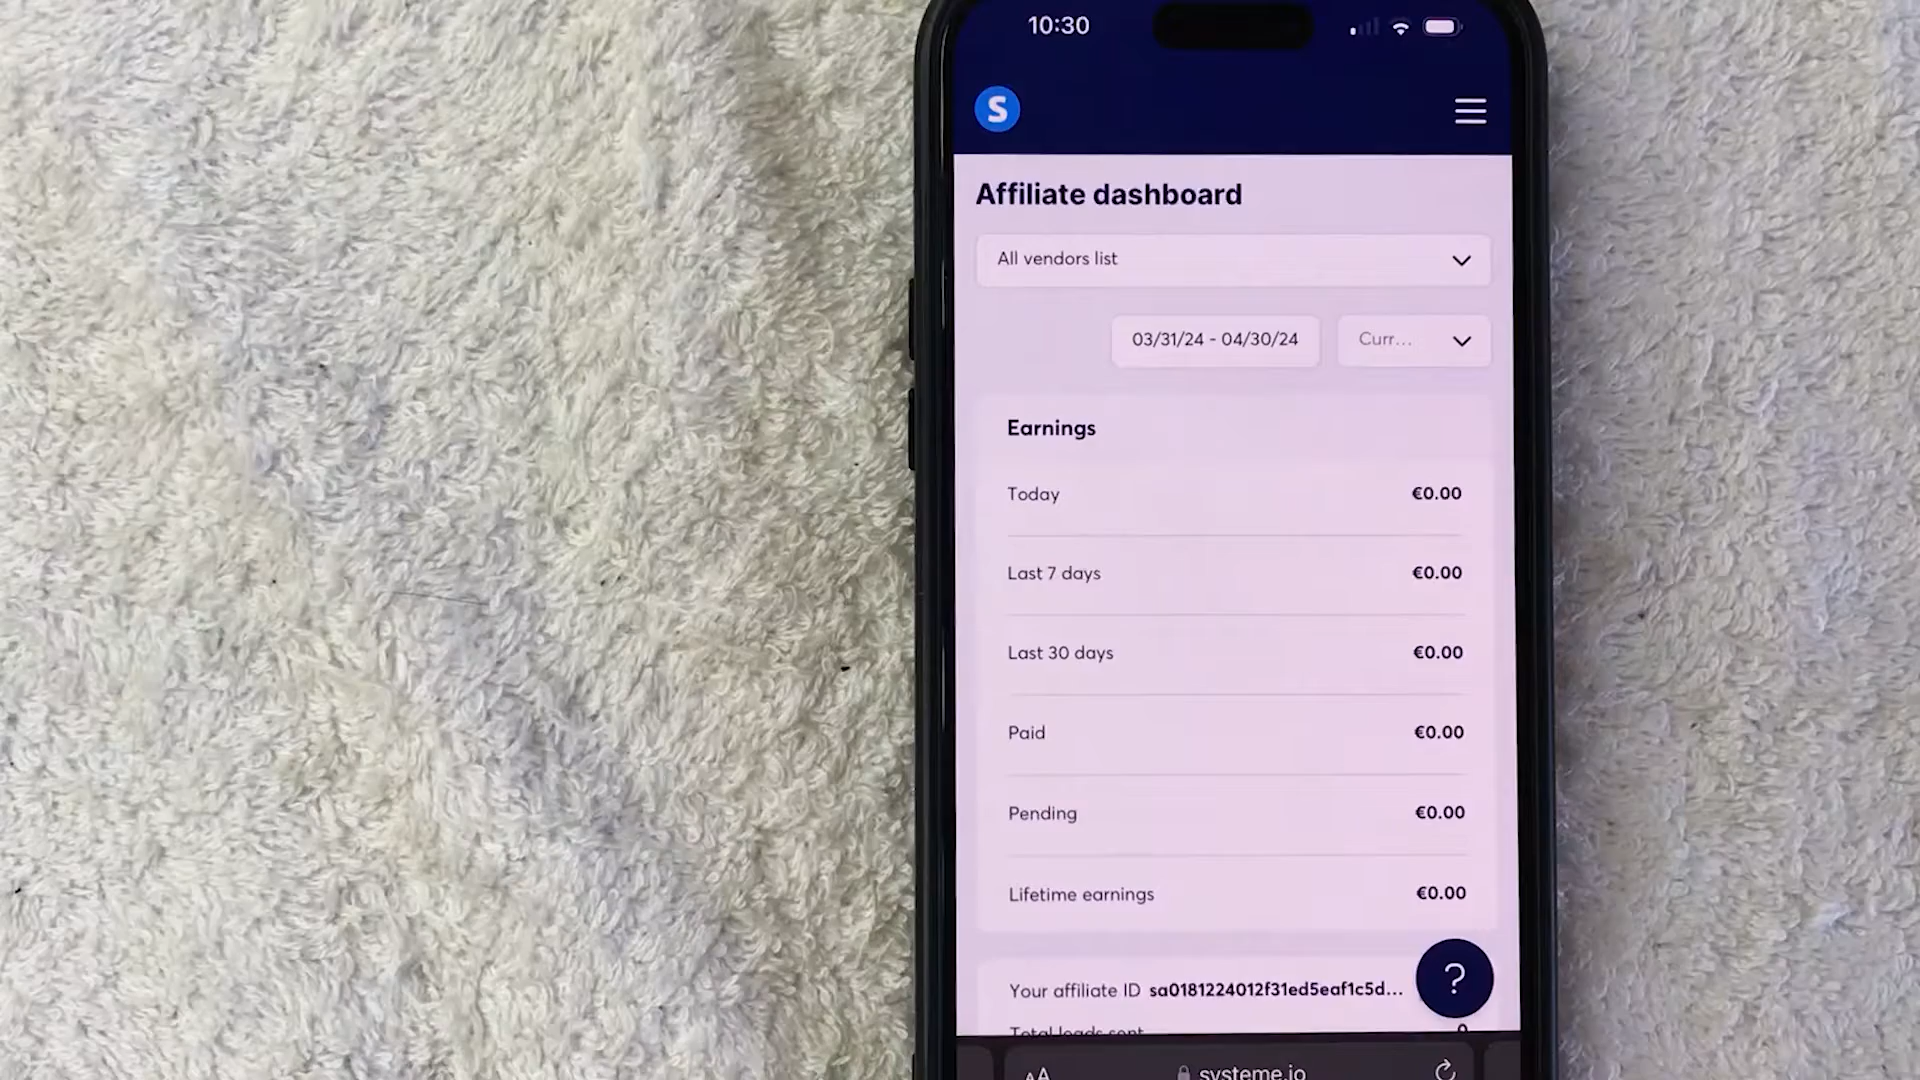 10:30
S
Affiliate dashboard
All vendors list
03/31/24 - 04/30/24 Curr...
Earnings
Today €0.00
Last 7 days €0.00
Last 30 days €0.00
Paid €0.00
Pending €0.00
Lifetime earnings €0.00
Your affiliate ID sa0181224012f31ed5eaf1c5d...
?
Total leads sent 0
AA systeme.io